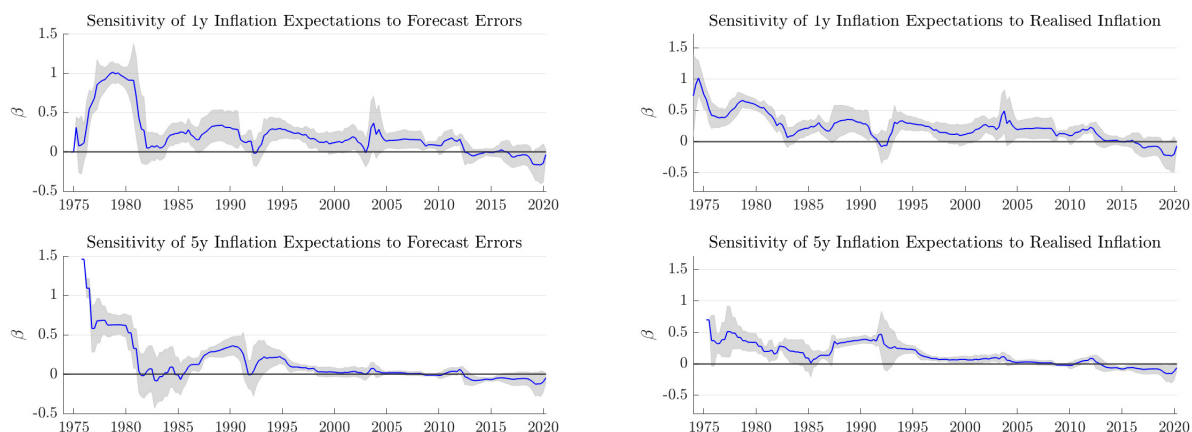 Sensitivity of 1y Inflation Expectations to Forecast Errors
1.5
1
0.5
0
-0.5
β
1975 1980 1985 1990 1995 2000 2005 2010 2015 2020
Sensitivity of 1y Inflation Expectations to Realised Inflation
1.5
1
0.5
0
-0.5
β
1975 1980 1985 1990 1995 2000 2005 2010 2015 2020
Sensitivity of 5y Inflation Expectations to Forecast Errors
1.5
1
0.5
0
-0.5
β
1975 1980 1985 1990 1995 2000 2005 2010 2015 2020
Sensitivity of 5y Inflation Expectations to Realised Inflation
1.5
1
0.5
0
-0.5
β
1975 1980 1985 1990 1995 2000 2005 2010 2015 2020